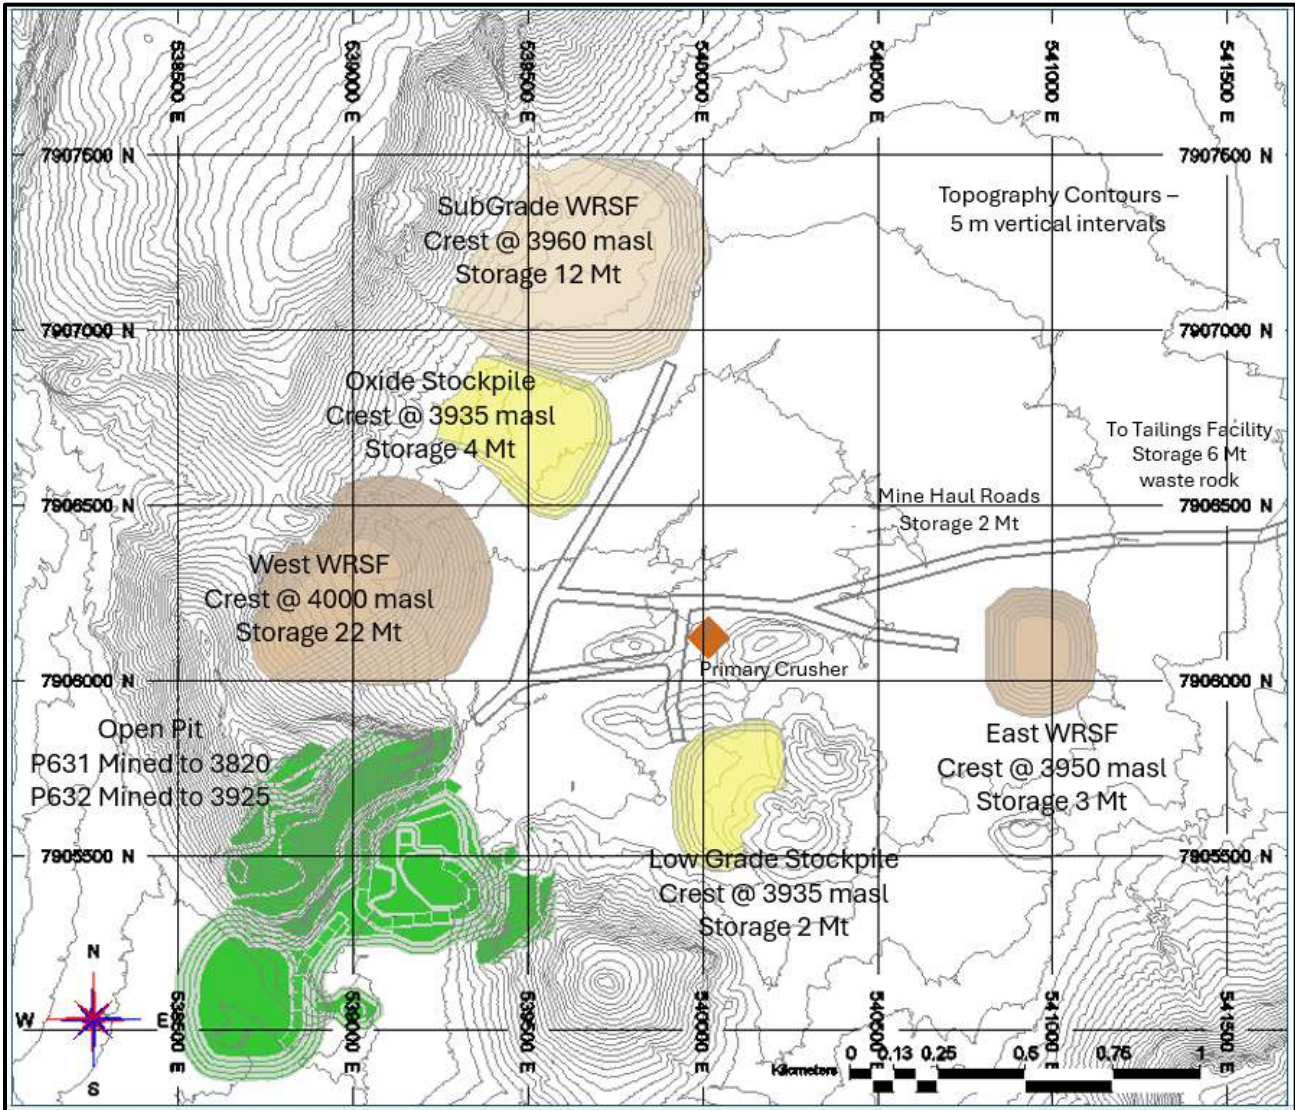 538500 E
539000 E
539500 E
540000 E
540500 E
541000 E
541500 E
7907500 N
7907500 N
SubGrade WRSF
Crest @ 3960 masl
Storage 12 Mt
Topography Contours –
5 m vertical intervals
7907000 N
7907000 N
Oxide Stockpile
Crest @ 3935 masl
Storage 4 Mt
To Tailings Facility
Storage 6 Mt
waste rock
7906500 N
7906500 N
Mine Haul Roads
Storage 2 Mt
West WRSF
Crest @ 4000 masl
Storage 22 Mt
Primary Crusher
7906000 N
7906000 N
Open Pit
P631 Mined to 3820
P632 Mined to 3925
East WRSF
Crest @ 3950 masl
Storage 3 Mt
7905500 N
7905500 N
Low Grade Stockpile
Crest @ 3935 masl
Storage 2 Mt
N
W
E
S
538500 E
539000 E
539500 E
540000 E
540500 E
541000 E
541500 E
Kilometers
0
0.13
0.25
0.5
0.75
1